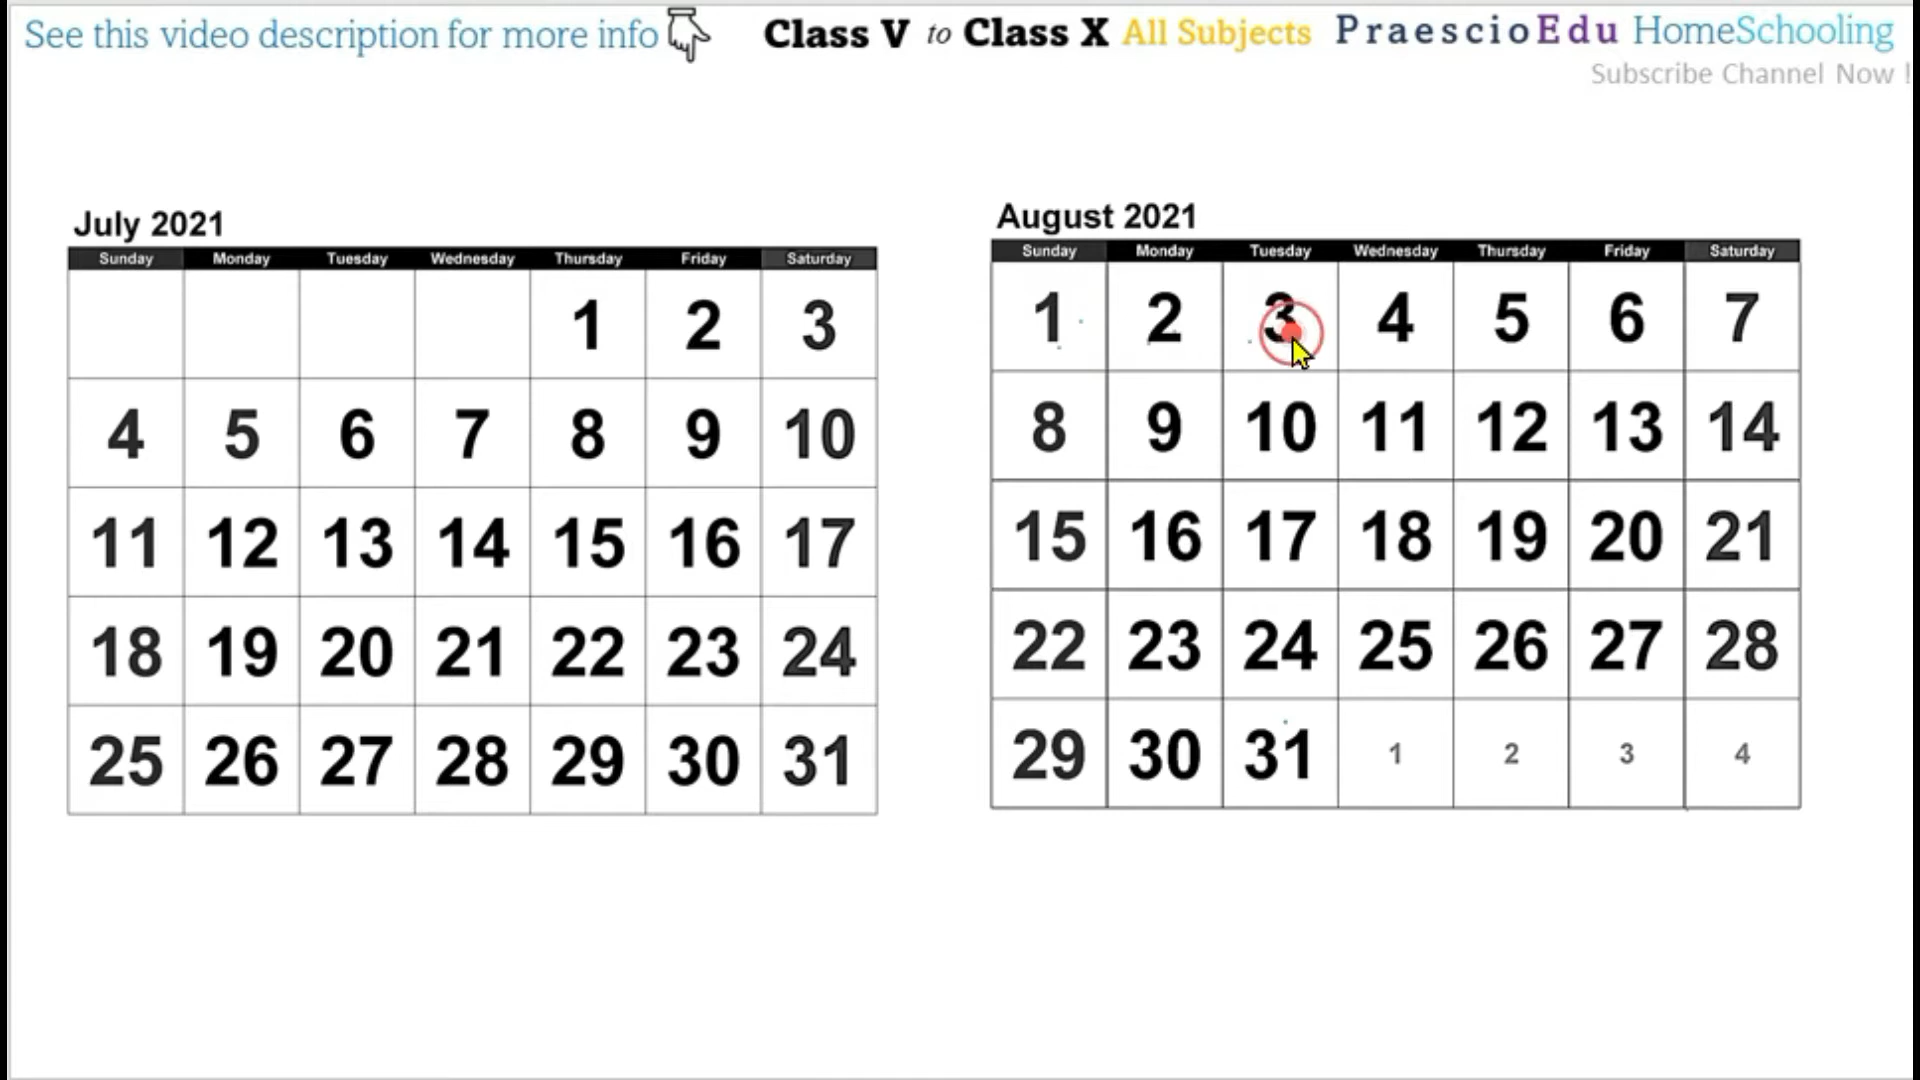 See this video description for more info Class V to Class X All Subjects PraescioEdu HomeSchooling
Subscribe Channel Now !
July 2021
Sunday Monday Tuesday Wednesday Thursday Friday Saturday
1 2 3
4 5 6 7 8 9 10
11 12 13 14 15 16 17
18 19 20 21 22 23 24
25 26 27 28 29 30 31
August 2021
Sunday Monday Tuesday Wednesday Thursday Friday Saturday
1 2 3 4 5 6 7
8 9 10 11 12 13 14
15 16 17 18 19 20 21
22 23 24 25 26 27 28
29 30 31 1 2 3 4